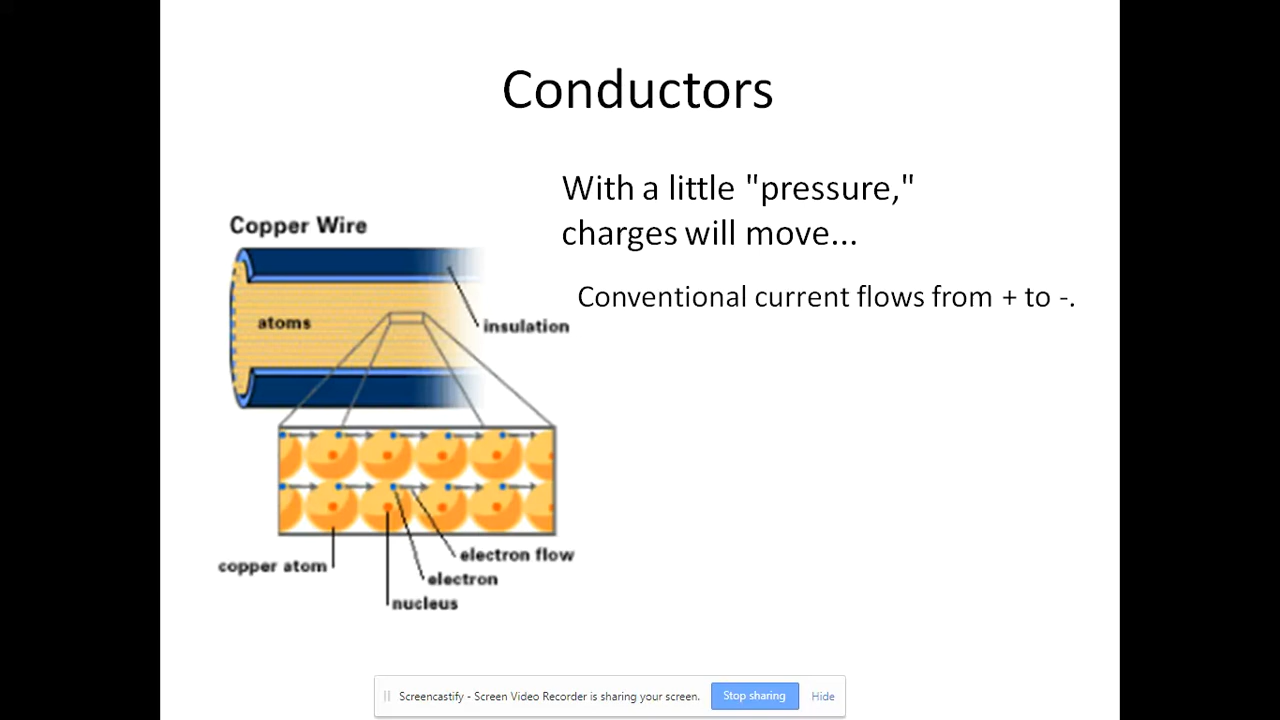 Conductors
With a little "pressure,"
charges will move...
Conventional current flows from + to -.
Copper Wire
atoms
insulation
copper atom
electron flow
electron
nucleus
Screencastify - Screen Video Recorder is sharing your screen.
Stop sharing
Hide